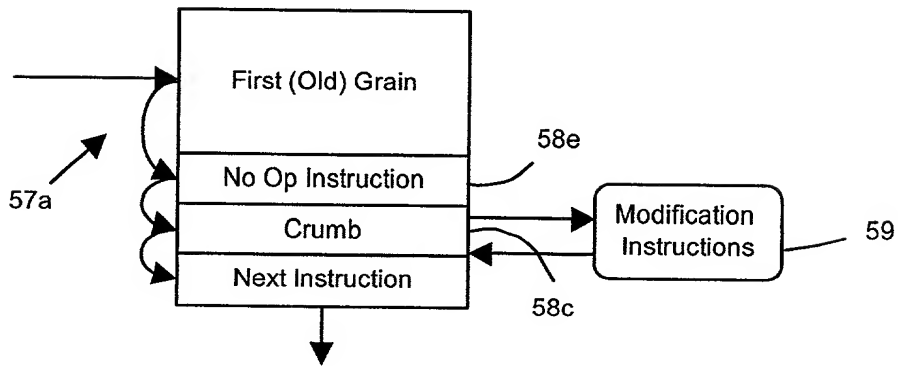 First (Old) Grain
58e
No Op Instruction
57a
Modification
Instructions
Crumb
59
Next Instruction
58c